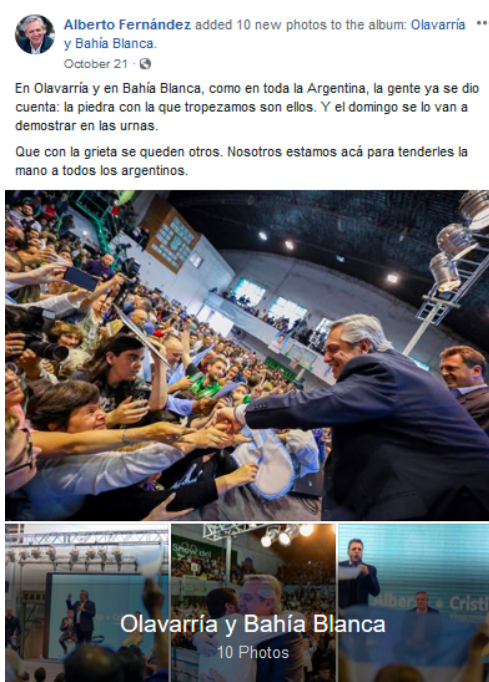 Alberto Fernández added 10 new photos to the album: Olavarría
y Bahía Blanca.
October 21 ·
En Olavarría y en Bahía Blanca, como en toda la Argentina, la gente ya se dio
cuenta: la piedra con la que tropezamos son ellos. Y el domingo se lo van a
demostrar en las urnas.
Que con la grieta se queden otros. Nosotros estamos acá para tenderles la
mano a todos los argentinos.
Alberto Cristi
Olavarría y Bahía Blanca
10 Photos